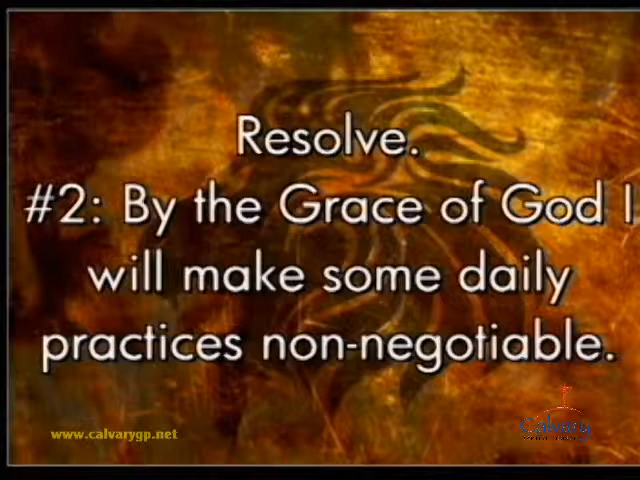 Resolve.
#2: By the Grace of God I
will make some daily
practices non-negotiable.
www.calvarygp.net
Calvary